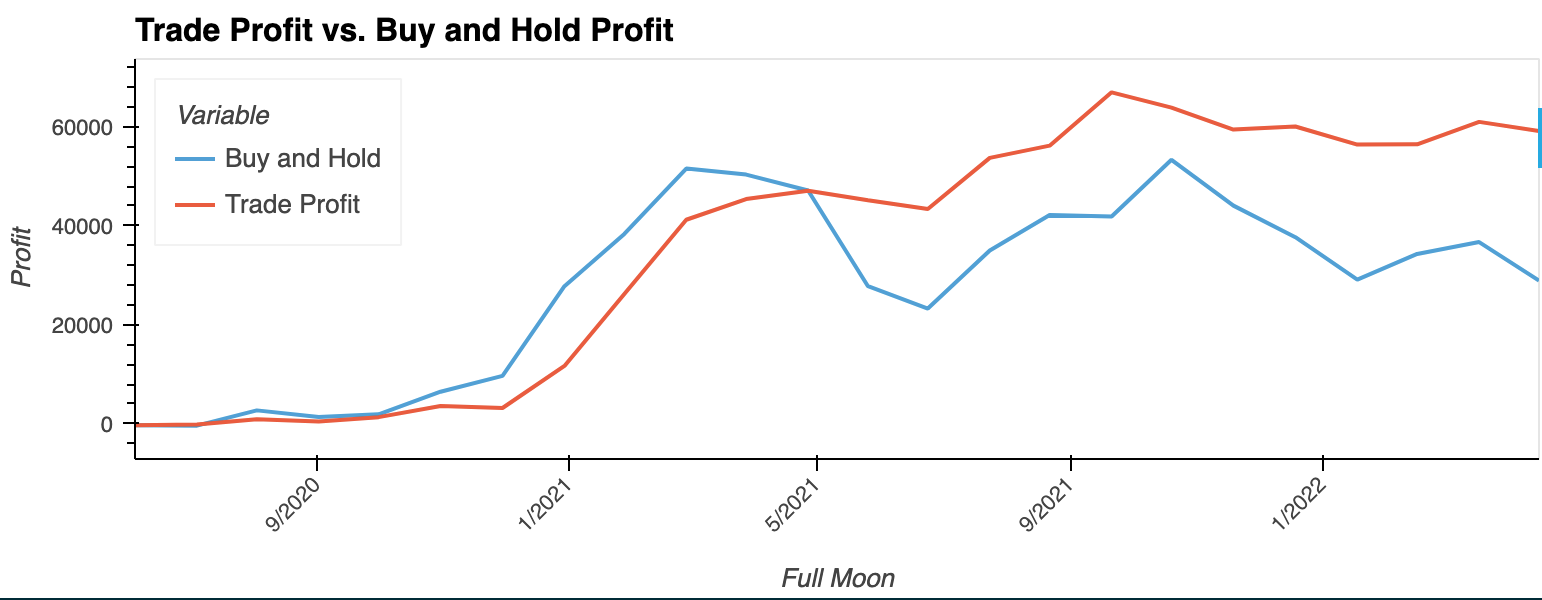 Trade Profit vs. Buy and Hold Profit
Variable
Buy and Hold
Trade Profit
Profit
60000
40000
20000
0
9/2020
1/2021
5/2021
9/2021
1/2022
Full Moon